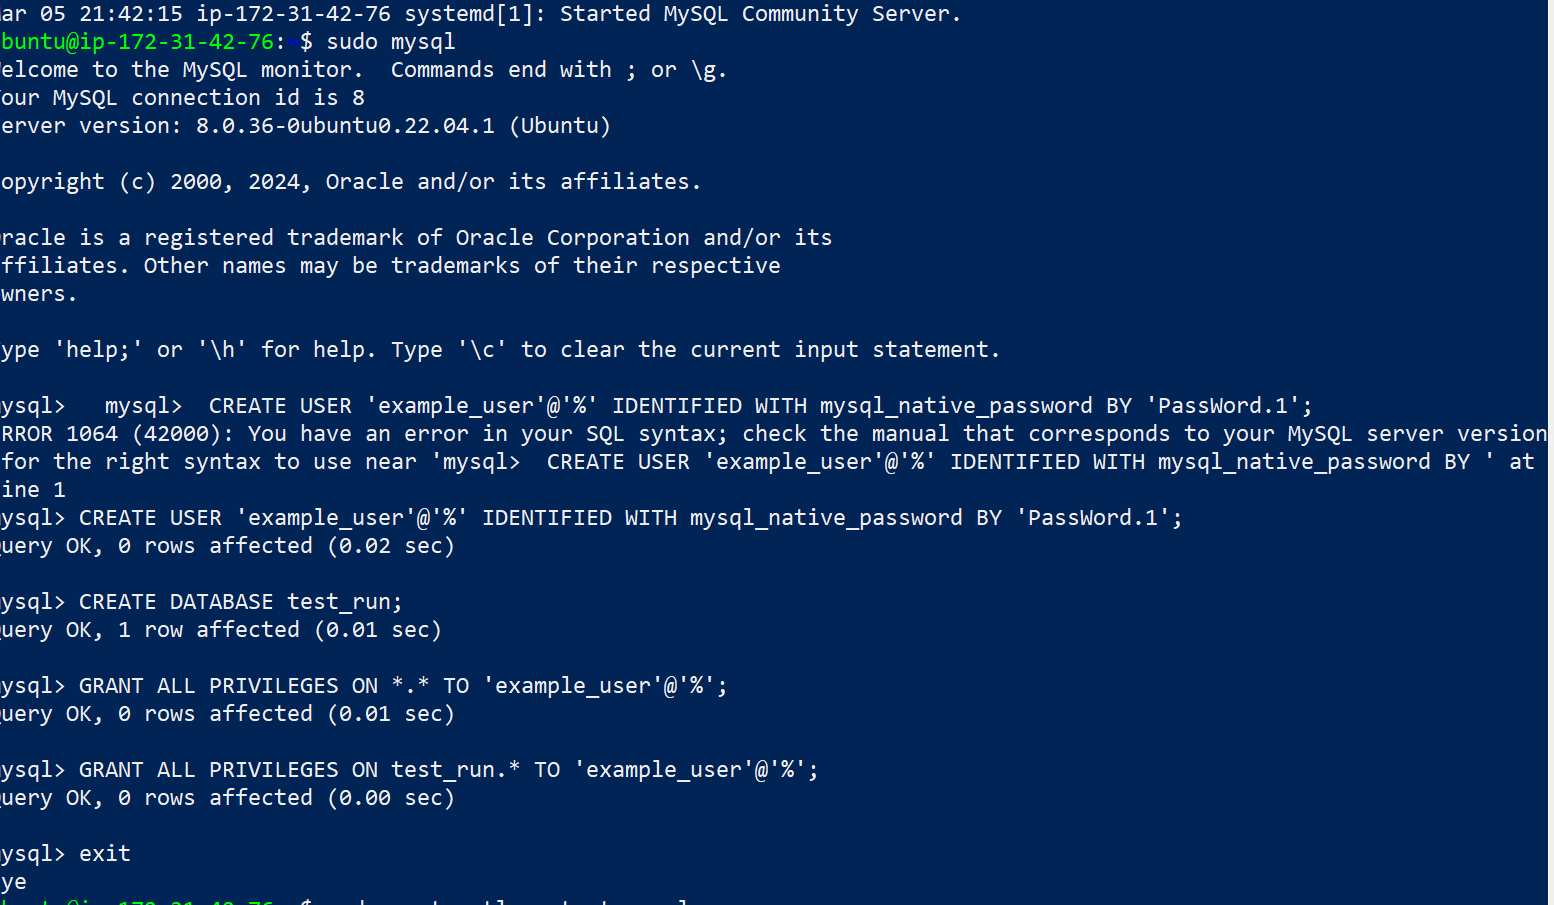 ar 05 21:42:15 ip-172-31-42-76 systemd[1]: Started MySQL Community Server.
buntu@ip-172-31-42-76:~$ sudo mysql
elcome to the MySQL monitor.  Commands end with ; or \g.
our MySQL connection id is 8
erver version: 8.0.36-0ubuntu0.22.04.1 (Ubuntu)
opyright (c) 2000, 2024, Oracle and/or its affiliates.
racle is a registered trademark of Oracle Corporation and/or its
ffiliates. Other names may be trademarks of their respective
wners.
ype 'help;' or '\h' for help. Type '\c' to clear the current input statement.
ysql>   mysql>  CREATE USER 'example_user'@'%' IDENTIFIED WITH mysql_native_password BY 'PassWord.1';
RROR 1064 (42000): You have an error in your SQL syntax; check the manual that corresponds to your MySQL server version
for the right syntax to use near 'mysql>  CREATE USER 'example_user'@'%' IDENTIFIED WITH mysql_native_password BY ' at
ine 1
ysql> CREATE USER 'example_user'@'%' IDENTIFIED WITH mysql_native_password BY 'PassWord.1';
uery OK, 0 rows affected (0.02 sec)
ysql> CREATE DATABASE test_run;
uery OK, 1 row affected (0.01 sec)
ysql> GRANT ALL PRIVILEGES ON *.* TO 'example_user'@'%';
uery OK, 0 rows affected (0.01 sec)
ysql> GRANT ALL PRIVILEGES ON test_run.* TO 'example_user'@'%';
uery OK, 0 rows affected (0.00 sec)
ysql> exit
ye